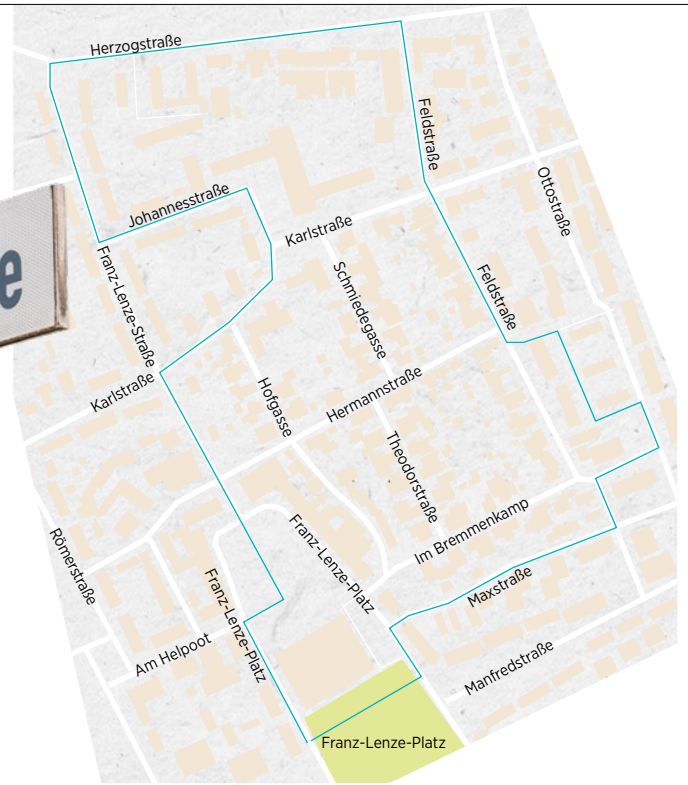 Herzogstraße
Feldstraße
Ottostraße
Johannesstraße
Karlstraße
e
Franz-Lenze-Straße
Schmiedegasse
Feldstraße
Karlstraße
Hofgasse
Hermannstraße
Theodorstraße
Römerstraße
Franz-Lenze-Platz
Im Bremmenkamp
Franz-Lenze-Platz
Maxstraße
Am Helpoot
Manfredstraße
Franz-Lenze-Platz